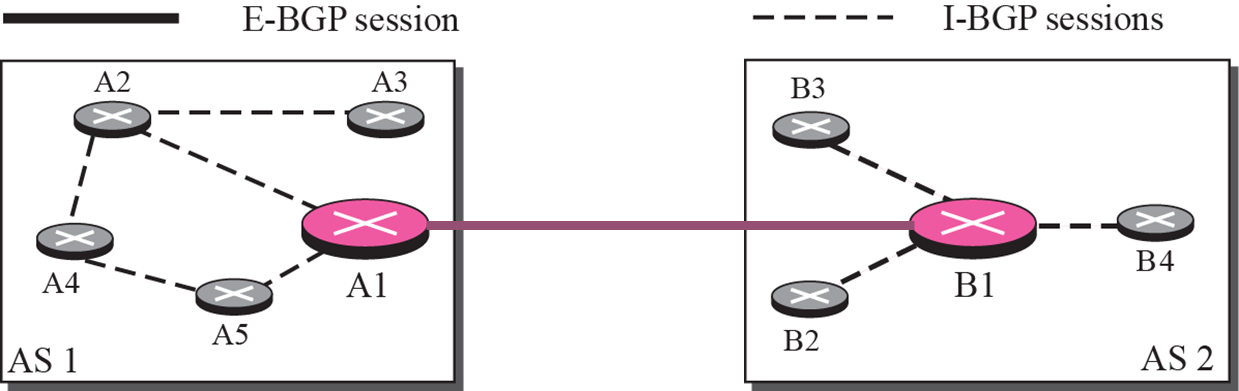 E-BGP session
I-BGP sessions
A2
A3
B3
A4
A1
B1
B4
A5
B2
AS 1
AS 2